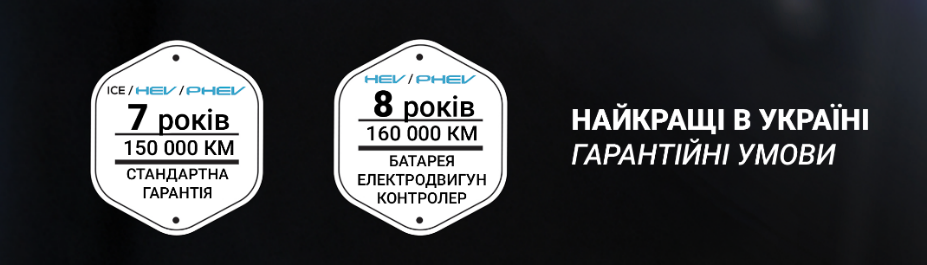 ICE / HEV / PHEV
7 років
150 000 КМ
СТАНДАРТНА
ГАРАНТІЯ
HEV / PHEV
8 років
160 000 КМ
БАТАРЕЯ
ЕЛЕКТРОДВИГУН
КОНТРОЛЕР
НАЙКРАЩІ В УКРАЇНІ
ГАРАНТІЙНІ УМОВИ